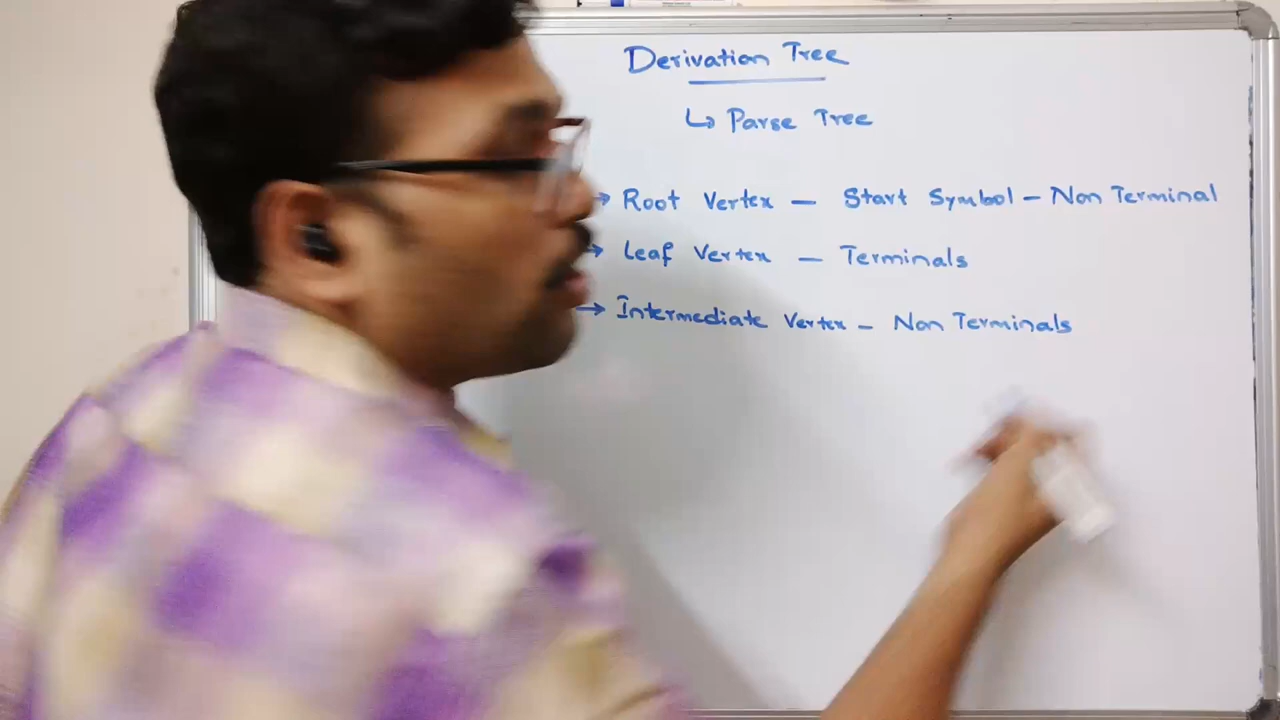 Derivation Tree
↳ Parse Tree
→ Root Vertex — Start Symbol - Non Terminal
→ Leaf Vertex — Terminals
→ Intermediate Vertex - Non Terminals